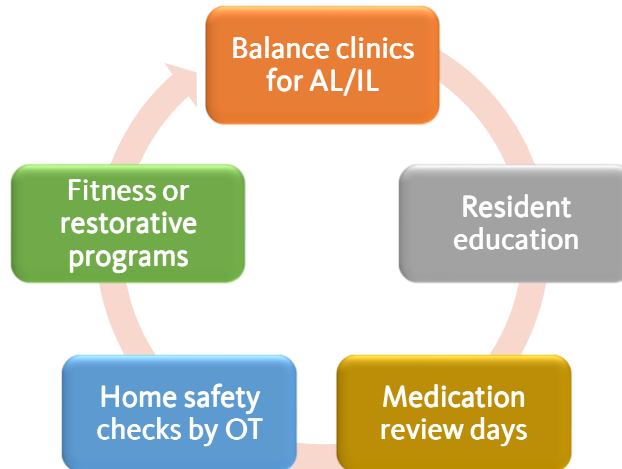 Balance clinics
for AL/IL
Resident
education
Medication
review days
Home safety
checks by OT
Fitness or
restorative
programs